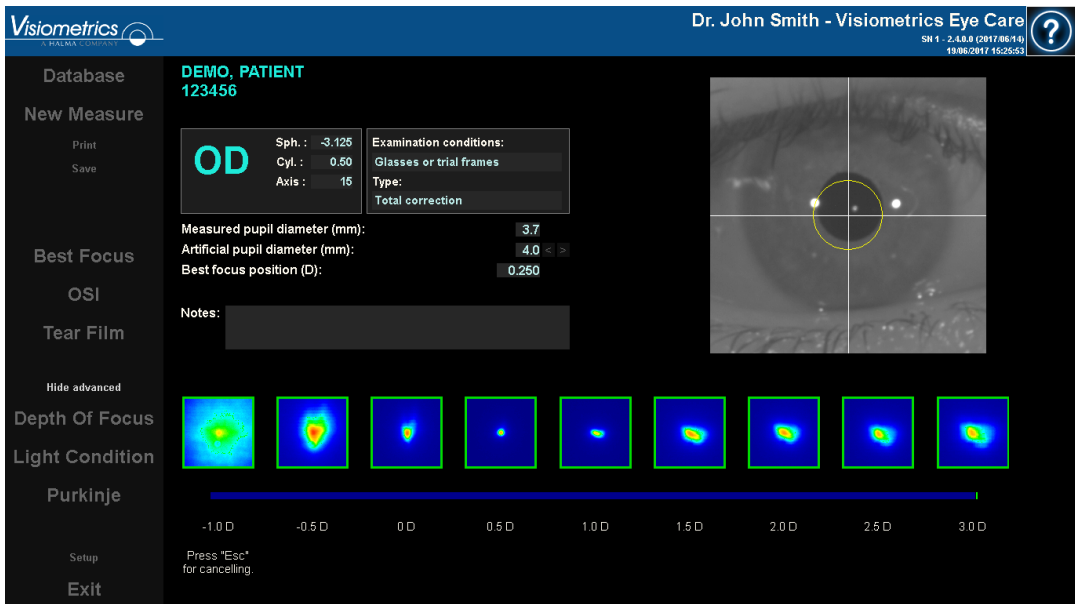 Visiometrics
A HALMA COMPANY
Dr. John Smith - Visiometrics Eye Care
SN 1 - 2.4.0.0 (2017/06/14)
19/06/2017 15:25:53
?
Database
New Measure
Print
Save
Best Focus
OSI
Tear Film
Hide advanced
Depth Of Focus
Light Condition
Purkinje
Setup
Exit
DEMO, PATIENT
123456
OD
Sph. : -3.125
Cyl. : 0.50
Axis : 15
Examination conditions:
Glasses or trial frames
Type:
Total correction
Measured pupil diameter (mm): 3.7
Artificial pupil diameter (mm): 4.0 < >
Best focus position (D): 0.250
Notes:
-1.0 D -0.5 D 0 D 0.5 D 1.0 D 1.5 D 2.0 D 2.5 D 3.0 D
Press "Esc"
for cancelling.